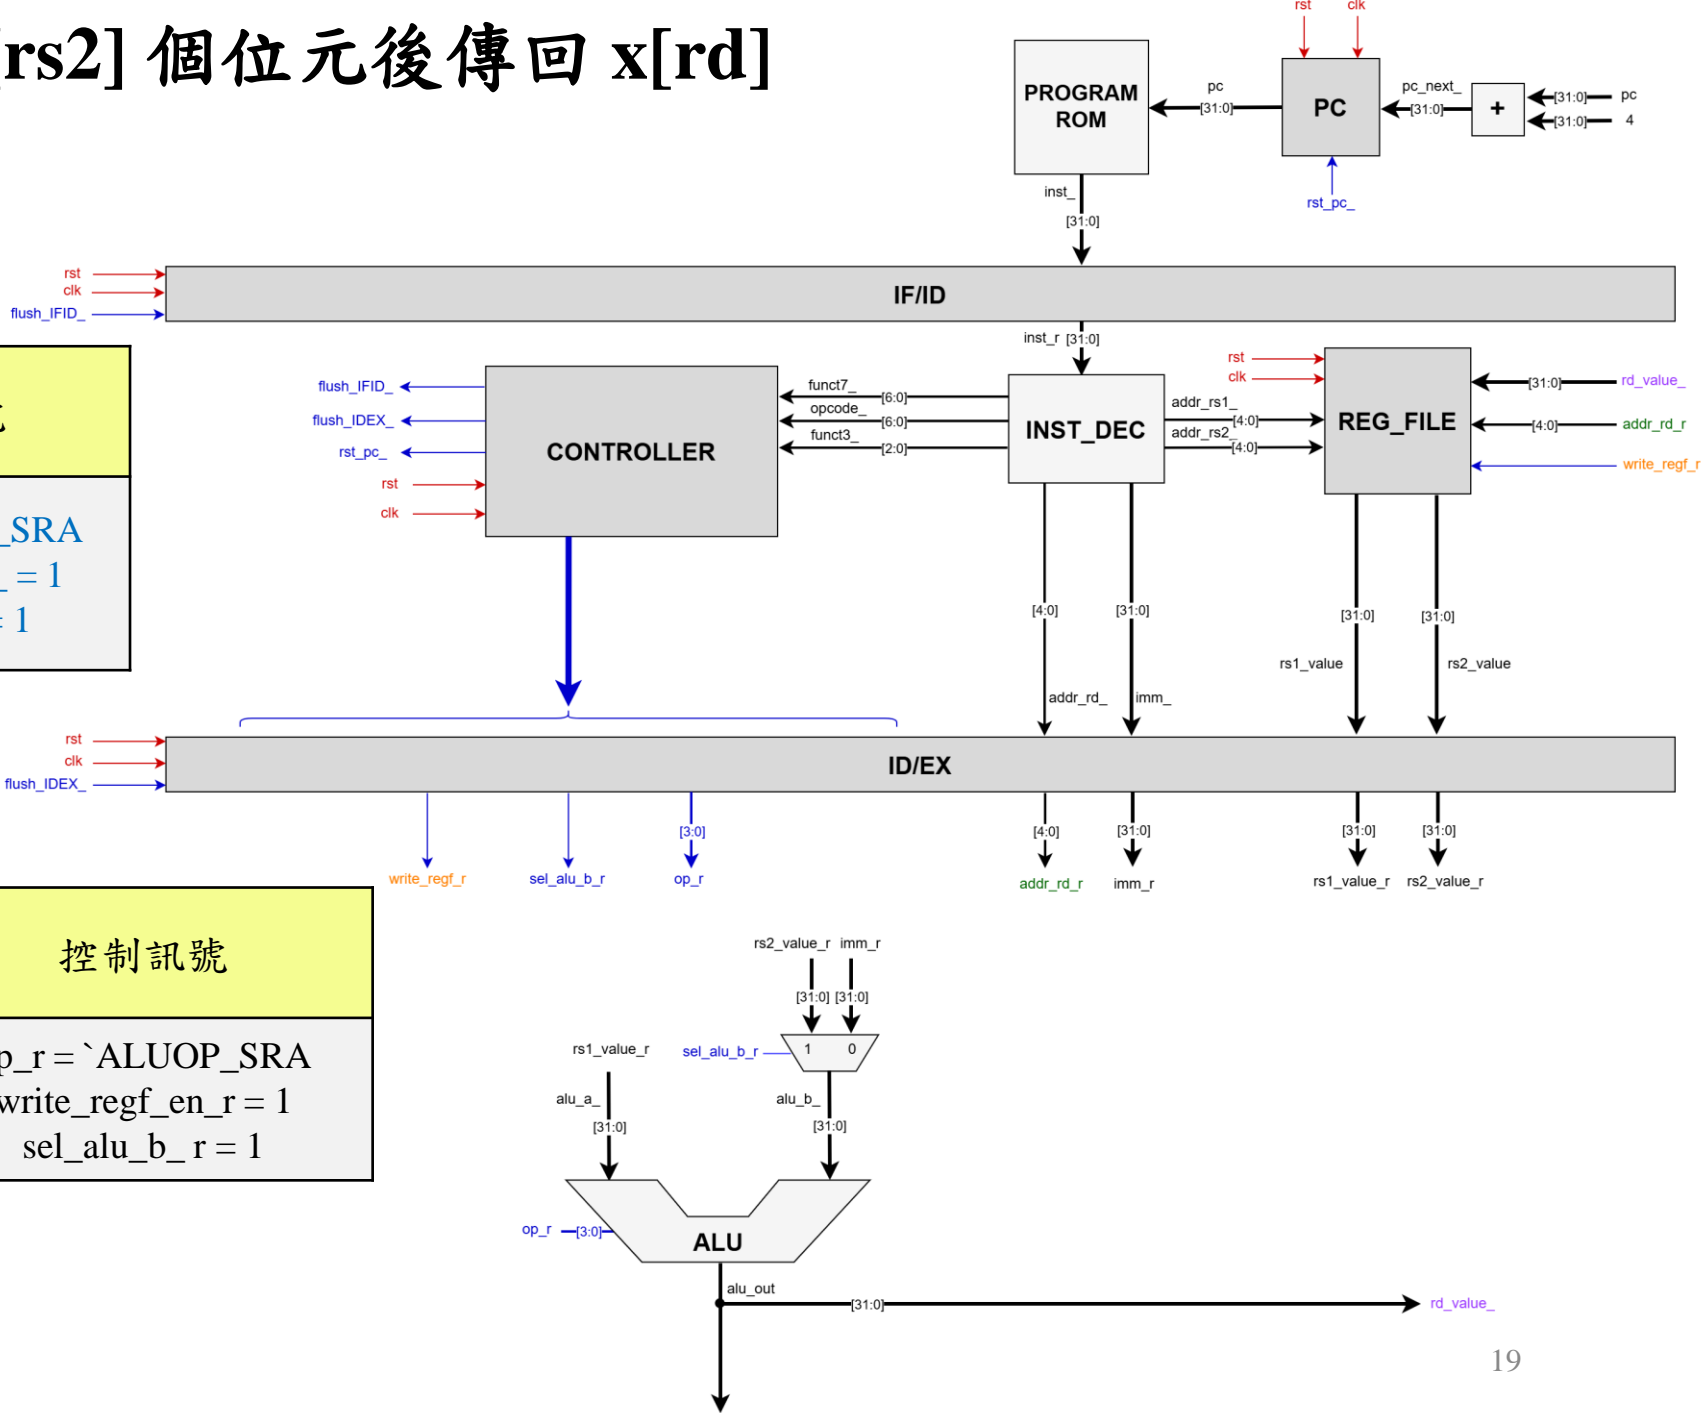 [rs2] 個位元後傳回 x[rd]
rst clk
PROGRAM
ROM
pc
[31:0]
PC
pc_next_
[31:0]
+
[31:0] pc
[31:0] 4
rst_pc_
inst_
[31:0]
rst
clk
flush_IFID_
IF/ID
inst_r [31:0]
flush_IFID_
flush_IDEX_
rst_pc_
rst
clk
CONTROLLER
funct7_
[6:0]
opcode_
[6:0]
funct3_
[2:0]
INST_DEC
addr_rs1_
[4:0]
addr_rs2_
[4:0]
rst
clk
REG_FILE
[31:0] rd_value_
[4:0] addr_rd_r
write_regf_r
_SRA
_ = 1
= 1
[4:0] [31:0] [31:0] [31:0]
rs1_value rs2_value
addr_rd_ imm_
rst
clk
flush_IDEX_
ID/EX
[3:0] [4:0] [31:0] [31:0] [31:0]
write_regf_r sel_alu_b_r op_r addr_rd_r imm_r rs1_value_r rs2_value_r
控制訊號
p_r = `ALUOP_SRA
write_regf_en_r = 1
sel_alu_b_ r = 1
rs2_value_r imm_r
[31:0] [31:0]
rs1_value_r sel_alu_b_r 1 0
alu_a_ alu_b_
[31:0] [31:0]
op_r [3:0]
ALU
alu_out
[31:0] rd_value_
19